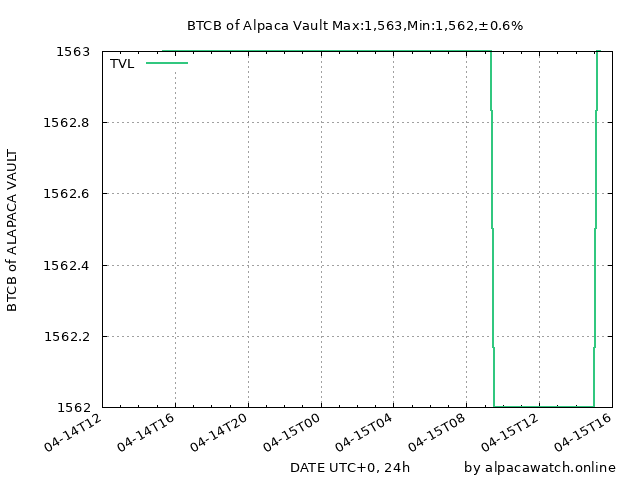 BTCB of Alpaca Vault Max:1,563,Min:1,562,±0.6%
TVL
BTCB of ALAPACA VAULT
1563
1562.8
1562.6
1562.4
1562.2
1562
04-14T12
04-14T16
04-14T20
04-15T00
04-15T04
04-15T08
04-15T12
04-15T16
DATE UTC+0, 24h
by alpacawatch.online